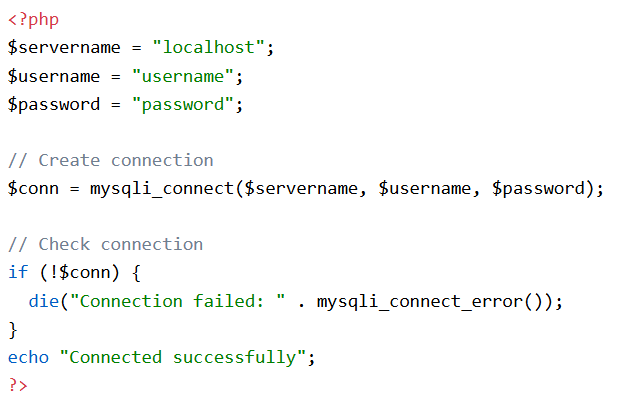 <?php
$servername = "localhost";
$username = "username";
$password = "password";

// Create connection
$conn = mysqli_connect($servername, $username, $password);

// Check connection
if (!$conn) {
  die("Connection failed: " . mysqli_connect_error());
}
echo "Connected successfully";
?>